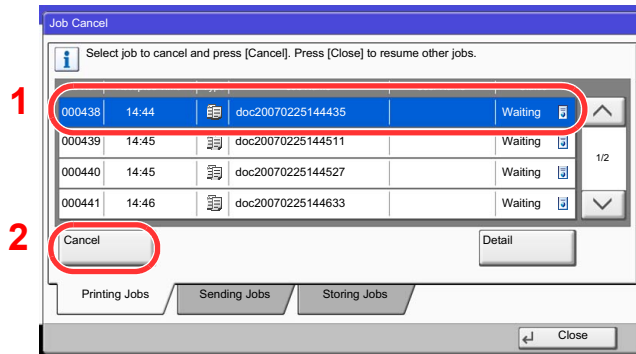 Job Cancel
Select job to cancel and press [Cancel]. Press [Close] to resume other jobs.
1
000438 14:44 doc20070225144435 Waiting
000439 14:45 doc20070225144511 Waiting
1/2
000440 14:45 doc20070225144527 Waiting
000441 14:46 doc20070225144633 Waiting
2
Cancel Detail
Printing Jobs Sending Jobs Storing Jobs
Close